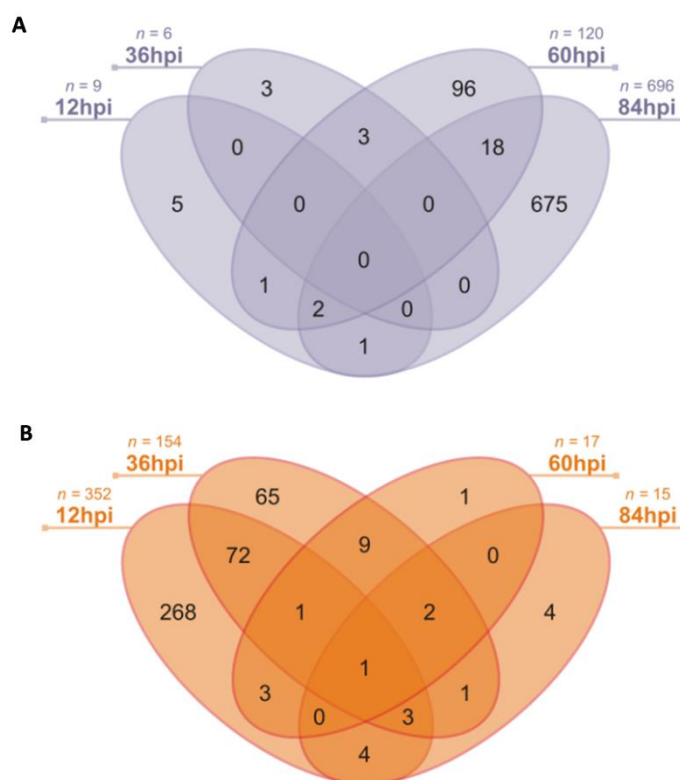 A
n = 6
36hpi
n = 120
60hpi
n = 9
12hpi
n = 696
84hpi
3
96
0
3
18
5
0
0
675
0
1
2
0
0
1
B
n = 154
36hpi
n = 17
60hpi
n = 352
12hpi
n = 15
84hpi
65
1
72
9
0
268
1
2
4
1
3
0
3
1
4